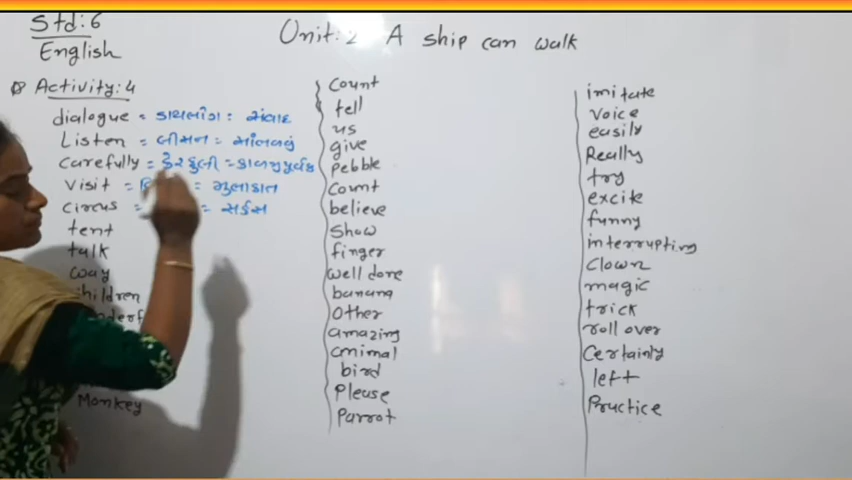 Std:6
English
Unit: 2 A ship can walk
Activity:4
dialogue = ડાયલોગ = સંવાદ
Listen = લીસન = સાંભળવું
Carefully = કેરફુલી = કાળજીપૂર્વક
Visit = = મુલાકાત
Circus = = સર્કસ
tent
talk
way
children
Monkey
Count
tell
us
give
Pebble
Count
believe
Show
finger
well done
banana
Other
amazing
animal
bird
Please
Parrot
imitate
Voice
easily
Really
try
excite
funny
interrupting
Clown
magic
trick
roll over
Certainly
left
Practice